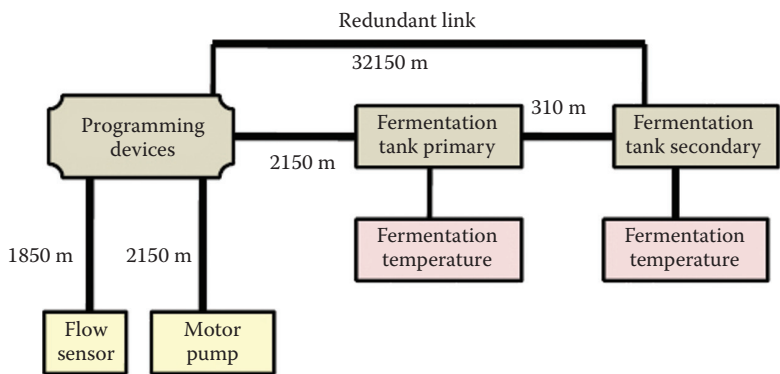 Redundant link
32150 m
Programming
devices
2150 m
Fermentation
tank primary
310 m
Fermentation
tank secondary
Fermentation
temperature
Fermentation
temperature
1850 m
2150 m
Flow
sensor
Motor
pump